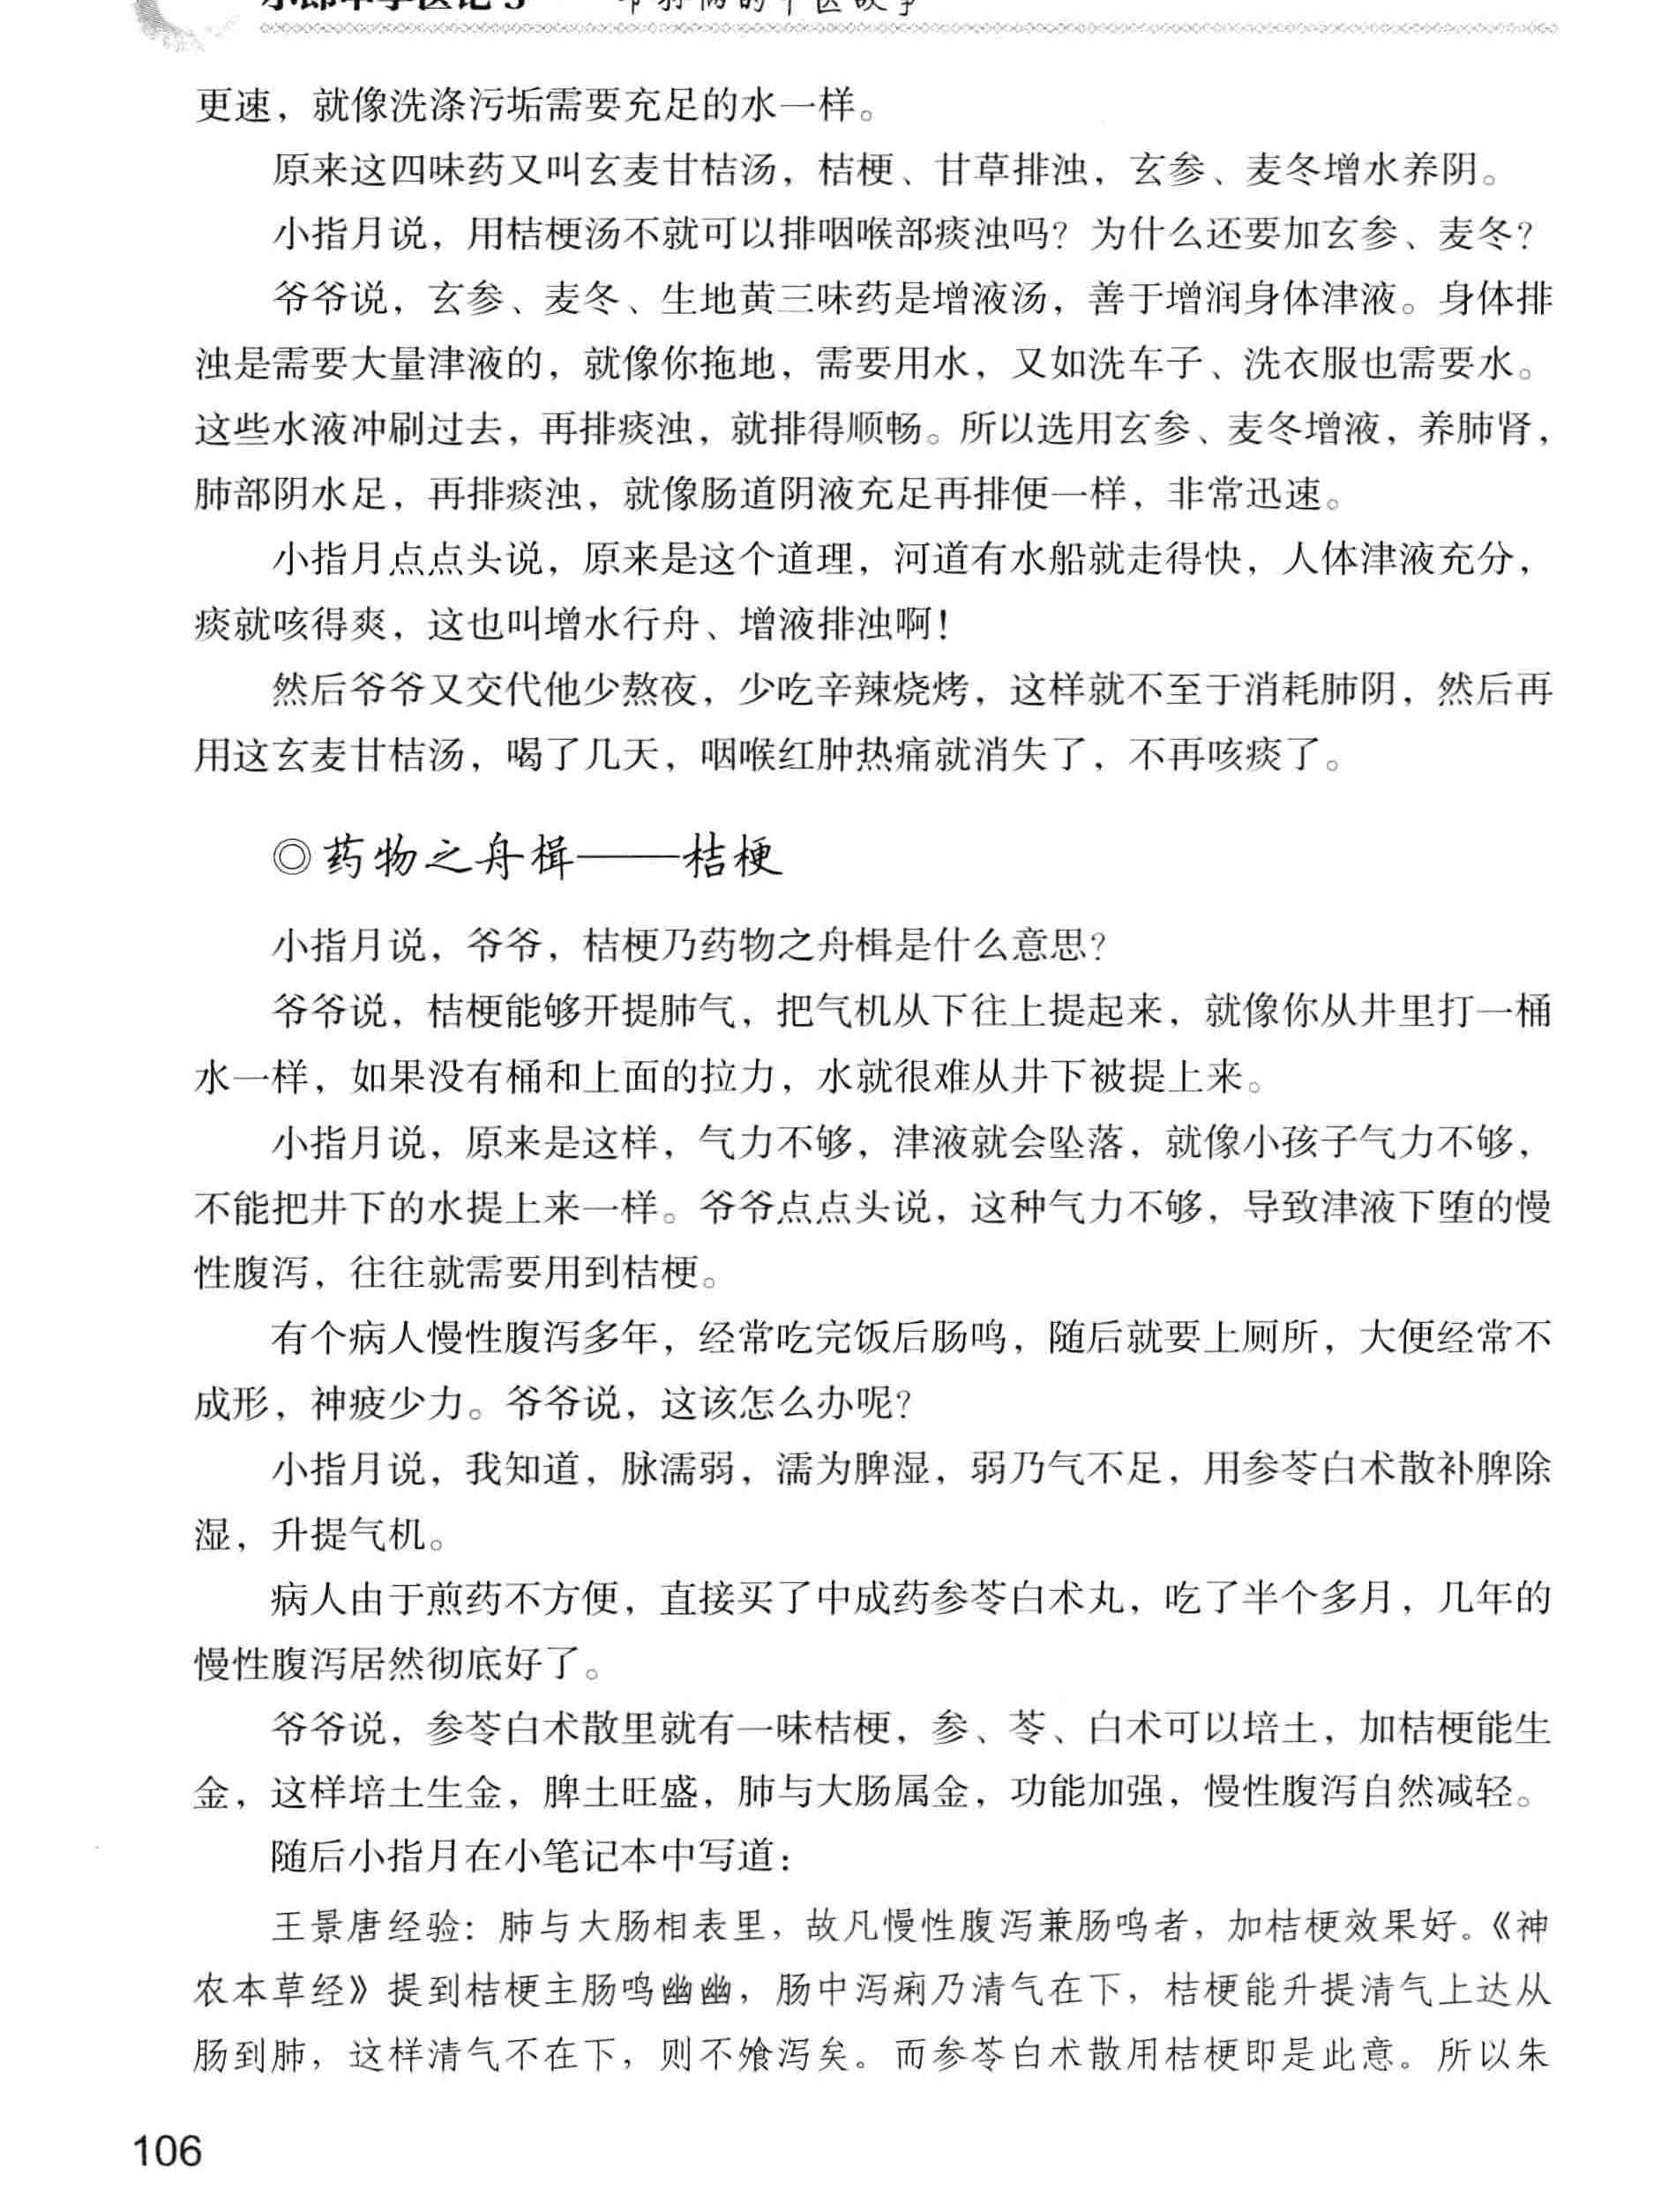 更速，就像洗涤污垢需要充足的水一样。
原来这四味药又叫玄麦甘桔汤，桔梗、甘草排浊，玄参、麦冬增水养阴。
小指月说，用桔梗汤不就可以排咽喉部痰浊吗？为什么还要加玄参、麦冬？
爷爷说，玄参、麦冬、生地黄三味药是增液汤，善于增润身体津液。身体排
浊是需要大量津液的，就像你拖地，需要用水，又如洗车子、洗衣服也需要水。
这些水液冲刷过去，再排痰浊，就排得顺畅。所以选用玄参、麦冬增液，养肺肾，
肺部阴水足，再排痰浊，就像肠道阴液充足再排便一样，非常迅速。
小指月点点头说，原来是这个道理，河道有水船就走得快，人体津液充分，
痰就咳得爽，这也叫增水行舟、增液排浊啊！
然后爷爷又交代他少熬夜，少吃辛辣烧烤，这样就不至于消耗肺阴，然后再
用这玄麦甘桔汤，喝了几天，咽喉红肿热痛就消失了，不再咳痰了。
◎药物之舟楫——桔梗
小指月说，爷爷，桔梗乃药物之舟楫是什么意思？
爷爷说，桔梗能够开提肺气，把气机从下往上提起来，就像你从井里打一桶
水一样，如果没有桶和上面的拉力，水就很难从井下被提上来。
小指月说，原来是这样，气力不够，津液就会坠落，就像小孩子气力不够，
不能把井下的水提上来一样。爷爷点点头说，这种气力不够，导致津液下堕的慢
性腹泻，往往就需要用到桔梗。
有个病人慢性腹泻多年，经常吃完饭后肠鸣，随后就要上厕所，大便经常不
成形，神疲少力。爷爷说，这该怎么办呢？
小指月说，我知道，脉濡弱，濡为脾湿，弱乃气不足，用参苓白术散补脾除
湿，升提气机。
病人由于煎药不方便，直接买了中成药参苓白术丸，吃了半个多月，几年的
慢性腹泻居然彻底好了。
爷爷说，参苓白术散里就有一味桔梗，参、苓、白术可以培土，加桔梗能生
金，这样培土生金，脾土旺盛，肺与大肠属金，功能加强，慢性腹泻自然减轻。
随后小指月在小笔记本中写道：
王景唐经验：肺与大肠相表里，故凡慢性腹泻兼肠鸣者，加桔梗效果好。《神
农本草经》提到桔梗主肠鸣幽幽，肠中泻痢乃清气在下，桔梗能升提清气上达从
肠到肺，这样清气不在下，则不飧泻矣。而参苓白术散用桔梗即是此意。所以朱
106